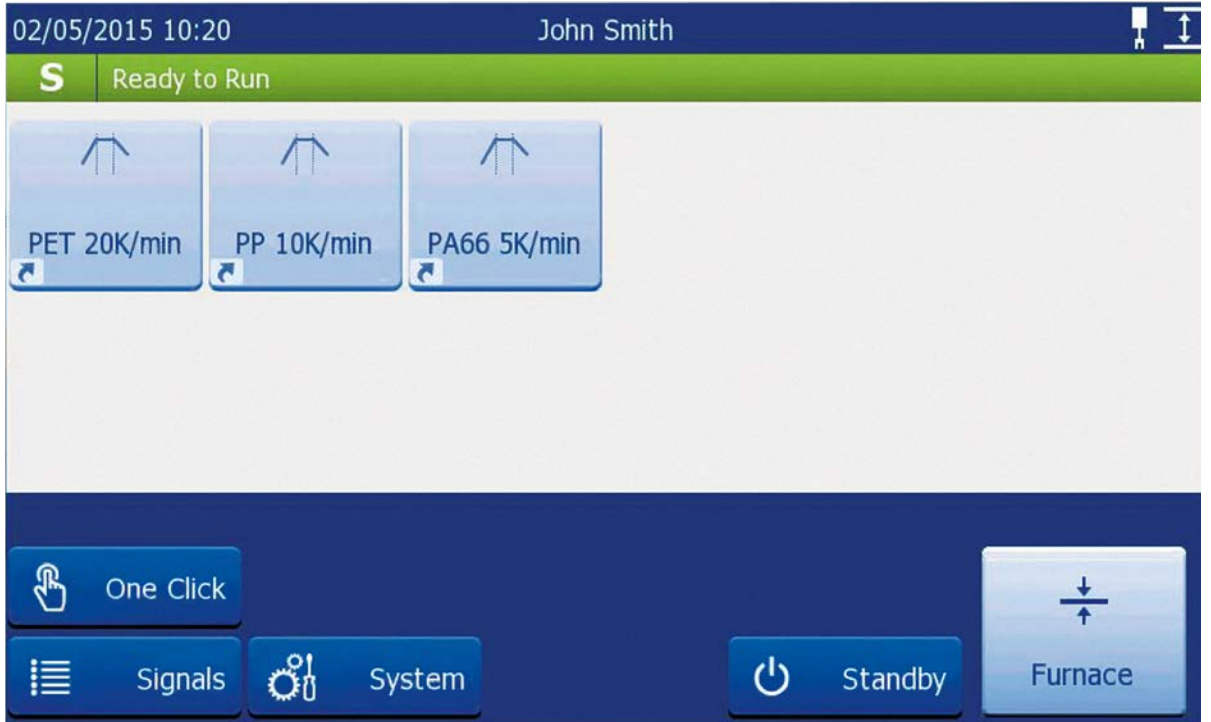 02/05/2015 10:20 John Smith
S Ready to Run
PET 20K/min PP 10K/min PA66 5K/min
One Click
Signals System Standby Furnace